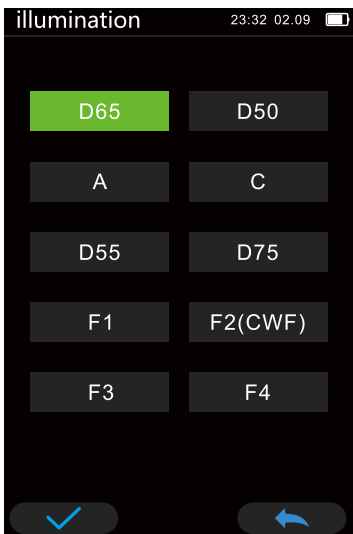 illumination 23:32 02.09
D65 D50
A C
D55 D75
F1 F2(CWF)
F3 F4